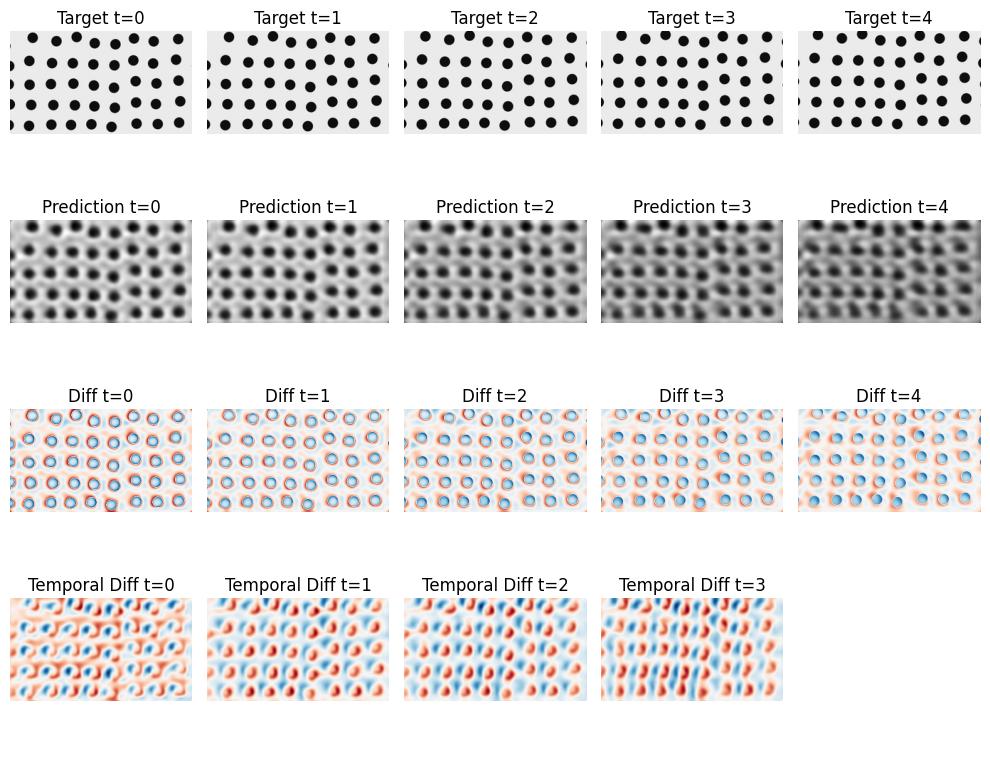 Target t=0 Target t=1 Target t=2 Target t=3 Target t=4
Prediction t=0 Prediction t=1 Prediction t=2 Prediction t=3 Prediction t=4
Diff t=0 Diff t=1 Diff t=2 Diff t=3 Diff t=4
Temporal Diff t=0 Temporal Diff t=1 Temporal Diff t=2 Temporal Diff t=3